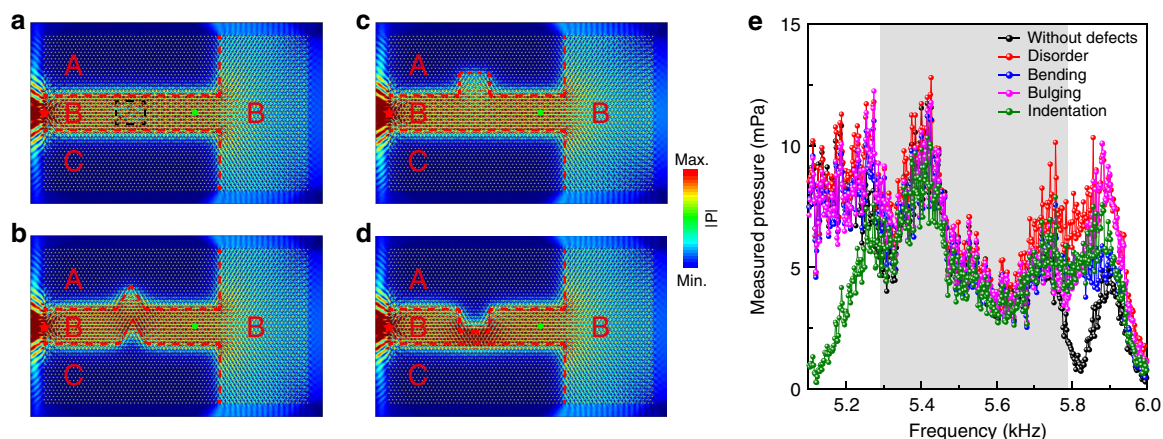 a
A
B
B
C
b
A
B
B
C
c
A
B
B
C
d
A
B
B
C
Max.
|P|
Min.
e
Measured pressure (mPa)
15
10
5
0
Without defects
Disorder
Bending
Bulging
Indentation
5.2 5.4 5.6 5.8 6.0
Frequency (kHz)